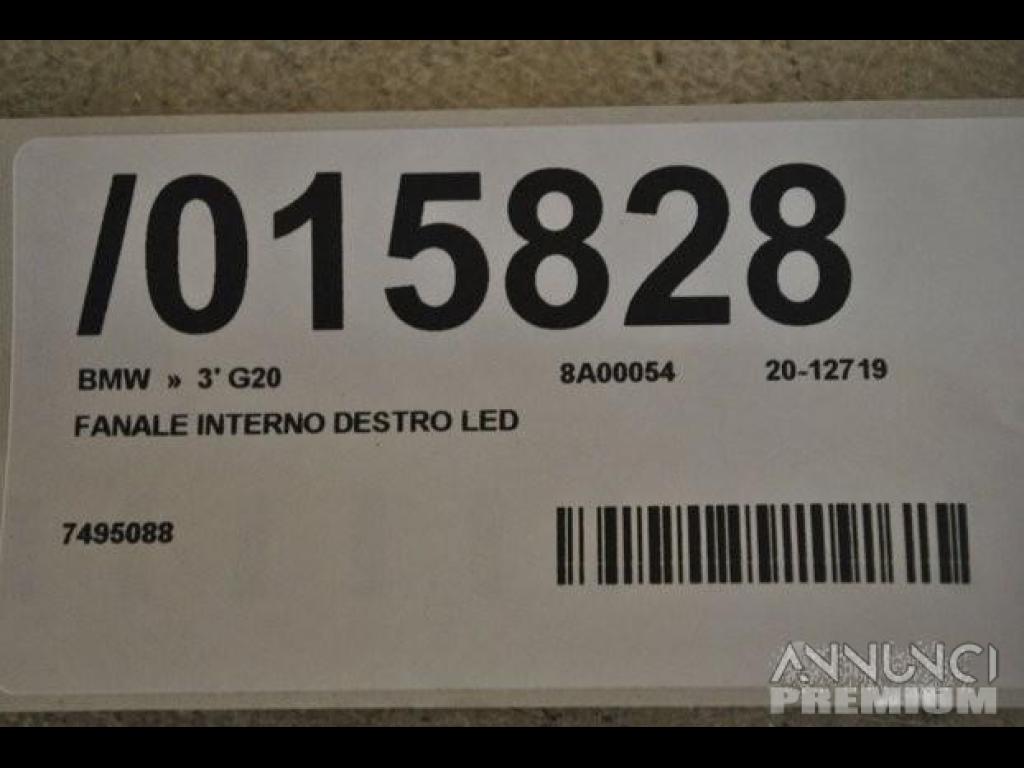 /015828
BMW » 3' G20 8A00054 20-12719
FANALE INTERNO DESTRO LED
7495088
ANNUNCI
PREMIUM